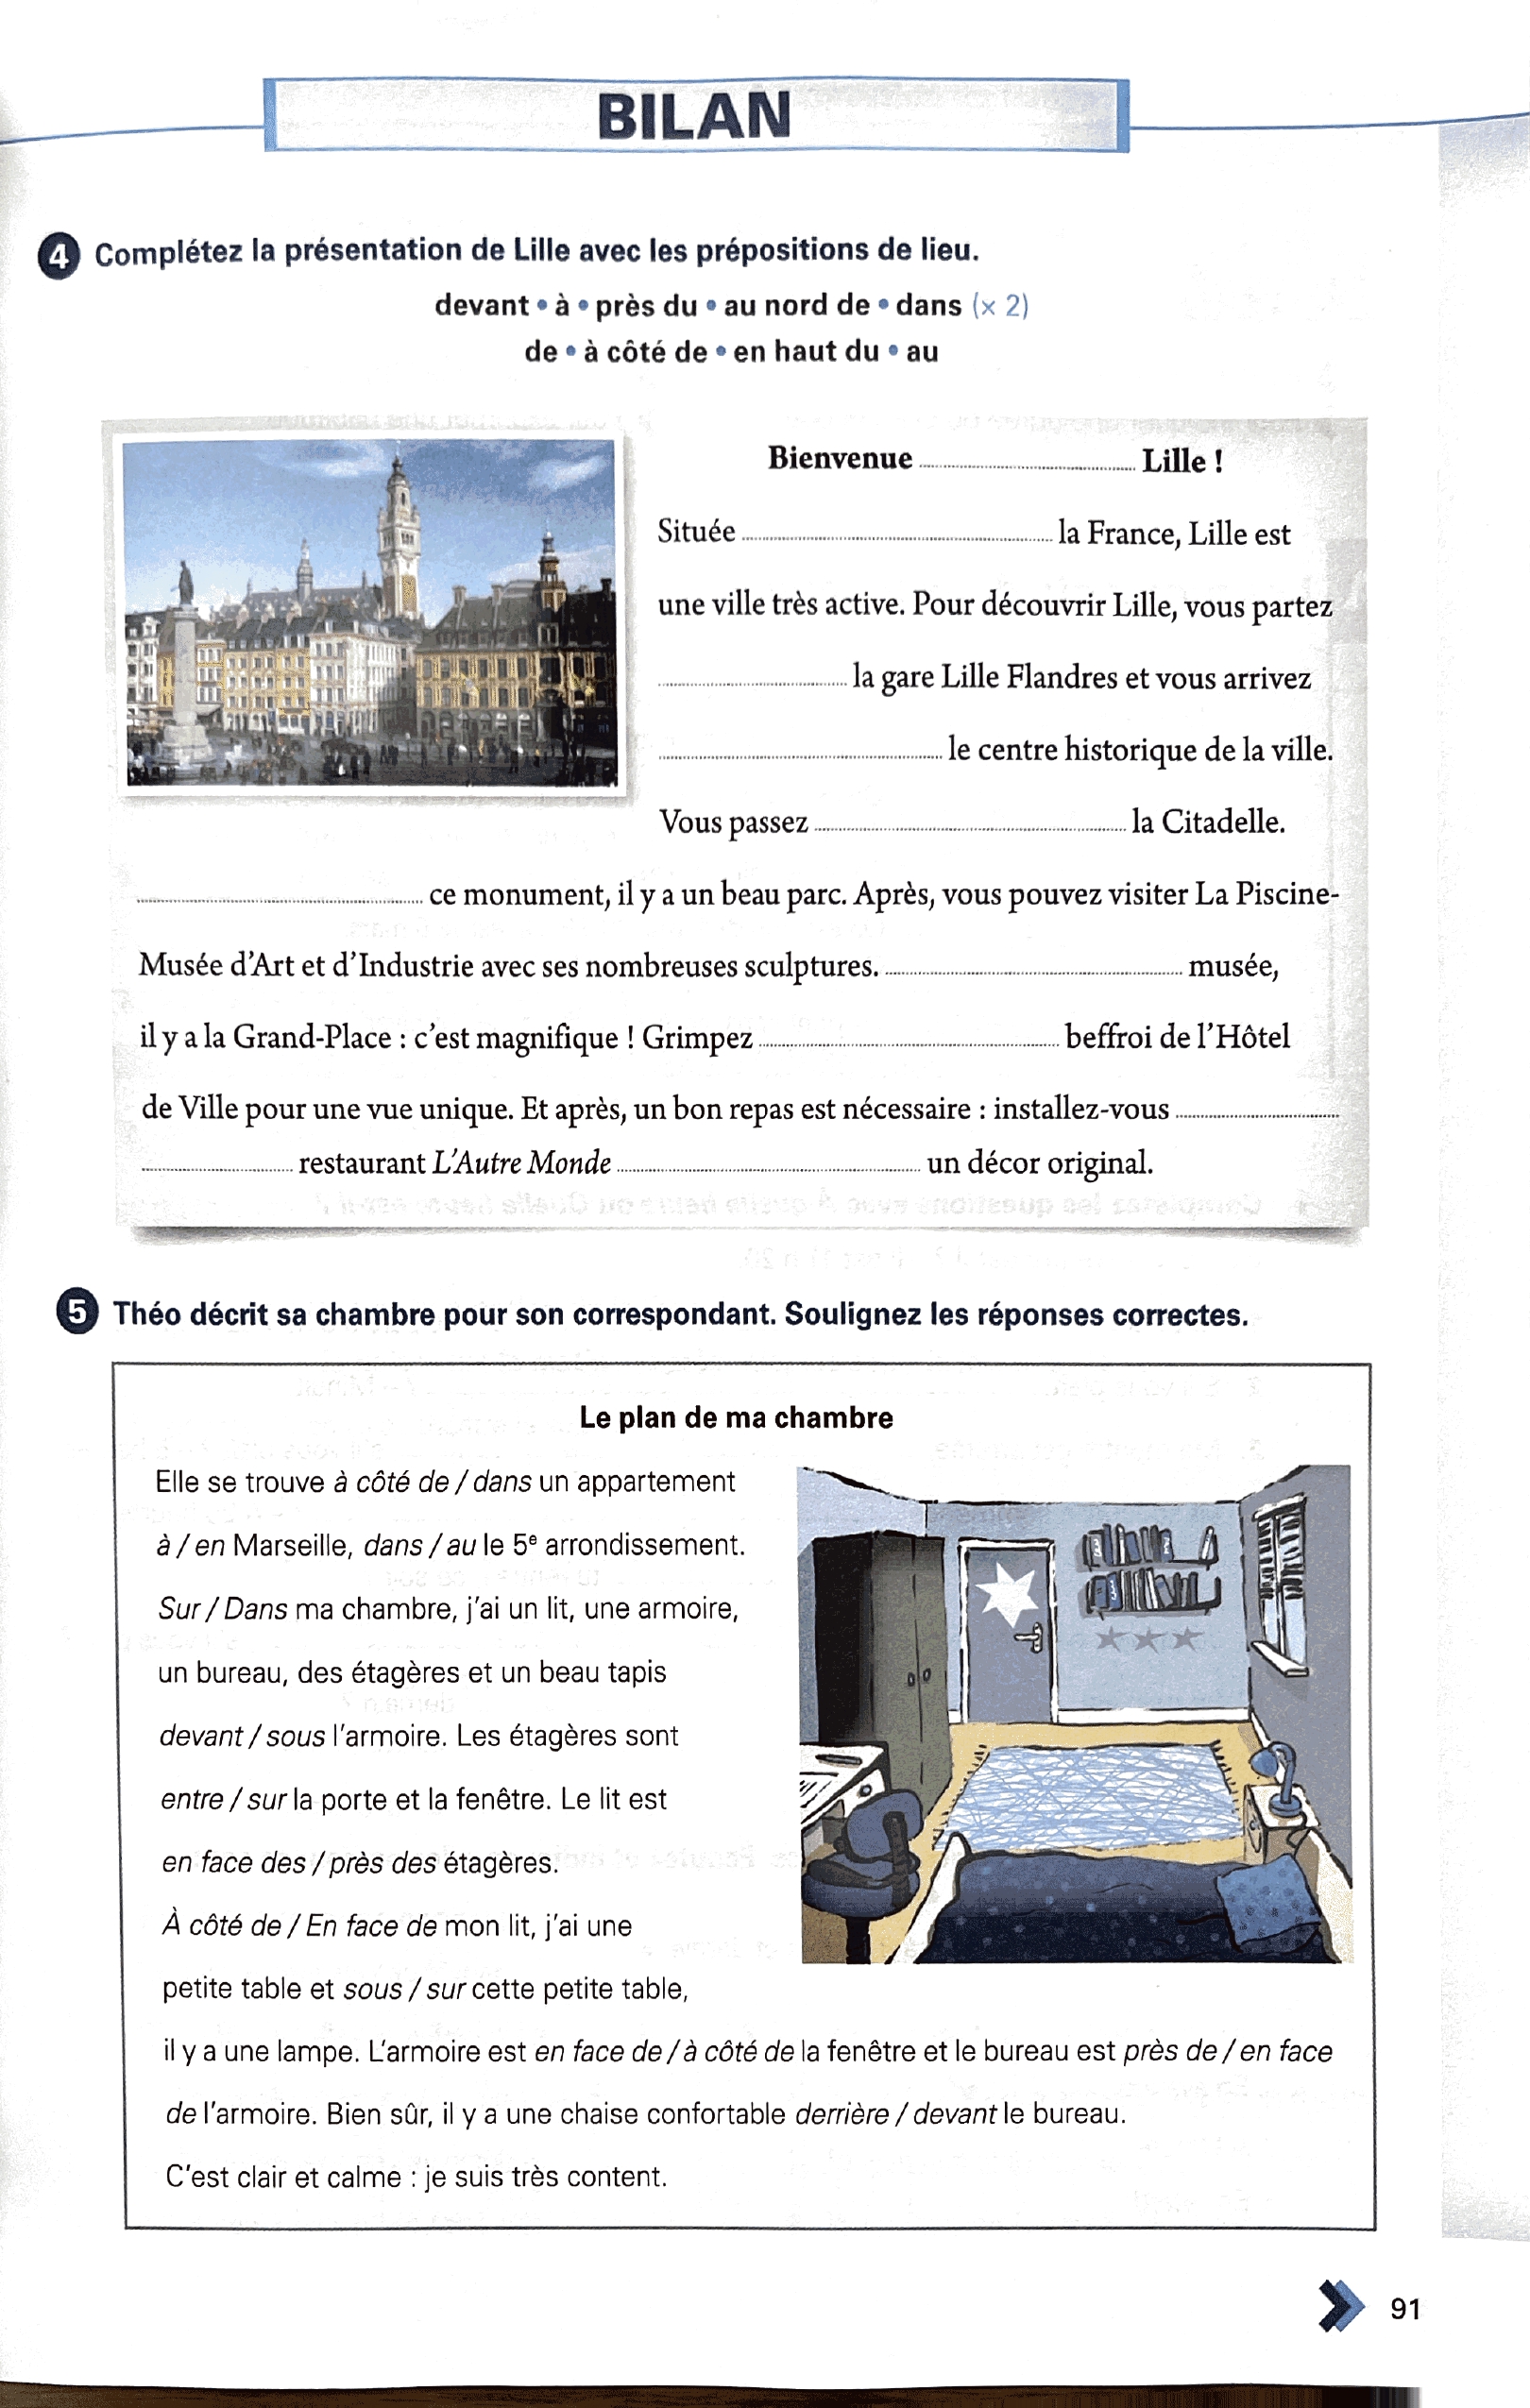 BILAN
4 Complétez la présentation de Lille avec les prépositions de lieu.
devant • à • près du • au nord de • dans (x 2)
de • à côté de • en haut du • au
Bienvenue ........ Lille !
Située ........ la France, Lille est
une ville très active. Pour découvrir Lille, vous partez
........ la gare Lille Flandres et vous arrivez
........ le centre historique de la ville.
Vous passez ........ la Citadelle.
........ ce monument, il y a un beau parc. Après, vous pouvez visiter La Piscine-
Musée d'Art et d'Industrie avec ses nombreuses sculptures. ........ musée,
il y a la Grand-Place : c'est magnifique ! Grimpez ........ beffroi de l'Hôtel
de Ville pour une vue unique. Et après, un bon repas est nécessaire : installez-vous ........
........ restaurant L'Autre Monde ........ un décor original.
5 Théo décrit sa chambre pour son correspondant. Soulignez les réponses correctes.
Le plan de ma chambre
Elle se trouve à côté de / dans un appartement
à / en Marseille, dans / au le 5e arrondissement.
Sur / Dans ma chambre, j'ai un lit, une armoire,
un bureau, des étagères et un beau tapis
devant / sous l'armoire. Les étagères sont
entre / sur la porte et la fenêtre. Le lit est
en face des / près des étagères.
À côté de / En face de mon lit, j'ai une
petite table et sous / sur cette petite table,
il y a une lampe. L'armoire est en face de / à côté de la fenêtre et le bureau est près de / en face
de l'armoire. Bien sûr, il y a une chaise confortable derrière / devant le bureau.
C'est clair et calme : je suis très content.
91